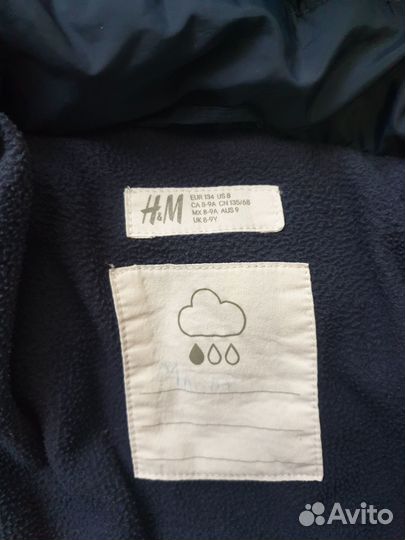 H&M
EUR 134 US 8
CA 8-9A CN 135/68
MX 8-9A AUS 9
UK 8-9Y
Avito